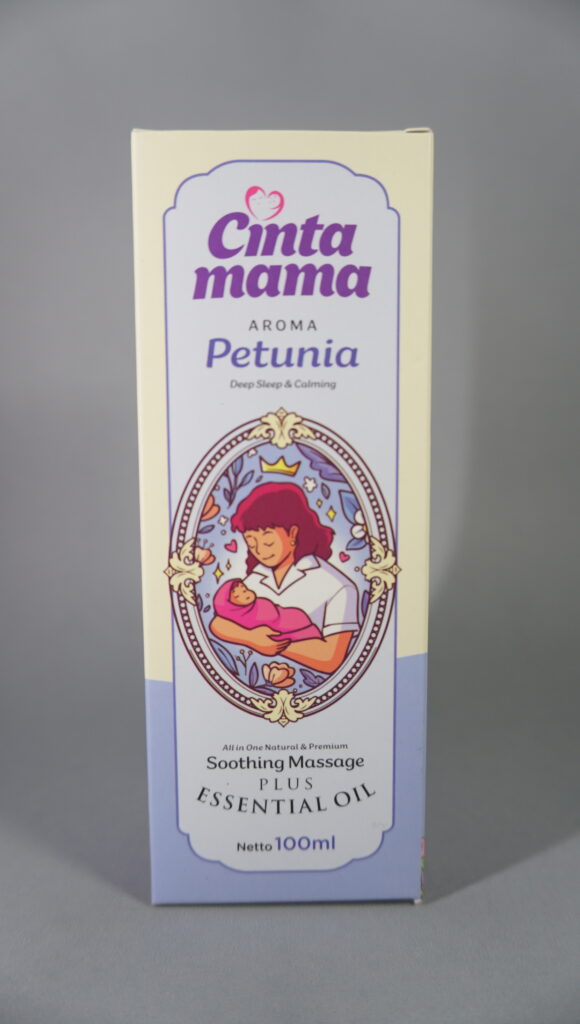 Cinta
mama
AROMA
Petunia
Deep Sleep & Calming
All in One Natural & Premium
Soothing Massage
PLUS
ESSENTIAL OIL
Netto 100ml